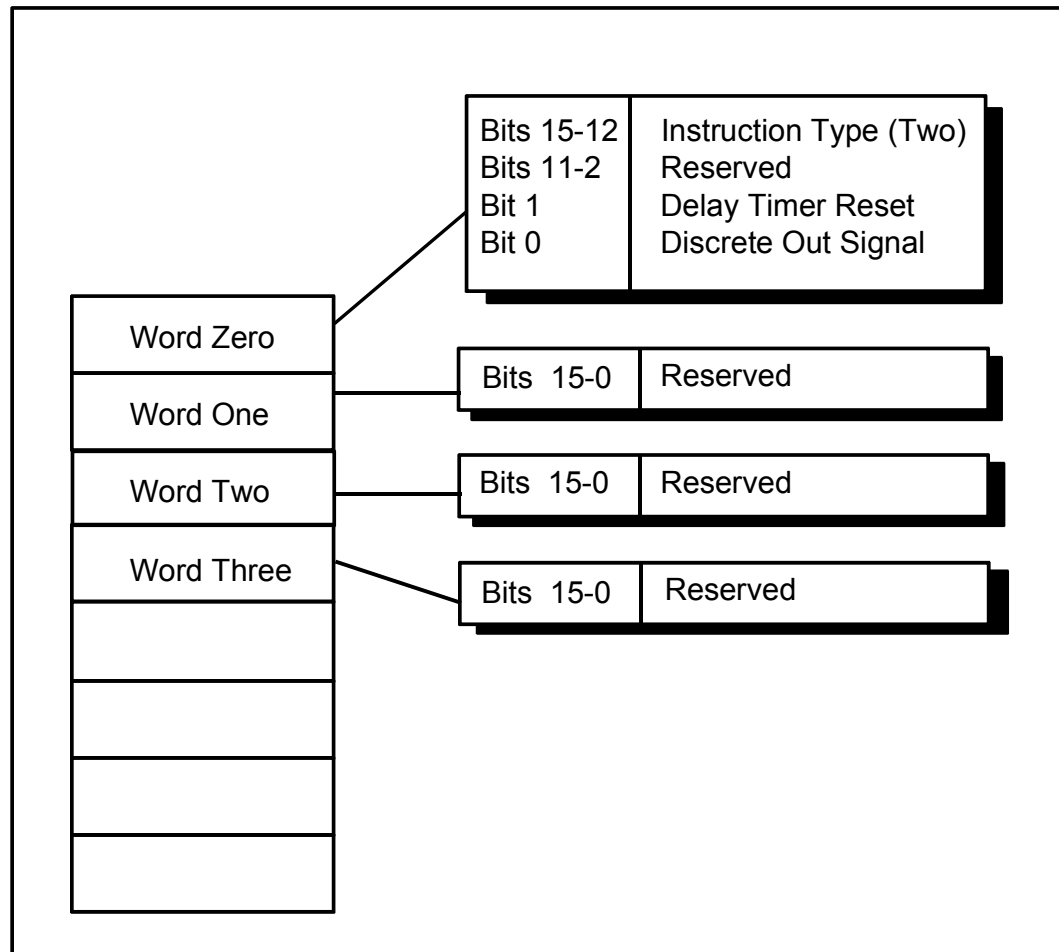 Bits 15-12 Instruction Type (Two)
Bits 11-2 Reserved
Bit 1 Delay Timer Reset
Bit 0 Discrete Out Signal
Word Zero
Bits 15-0 Reserved
Word One
Bits 15-0 Reserved
Word Two
Word Three
Bits 15-0 Reserved